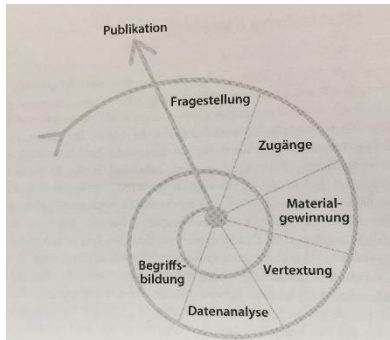 Publikation
Fragestellung
Zugänge
Material-
gewinnung
Vertextung
Datenanalyse
Begriffs-
bildung